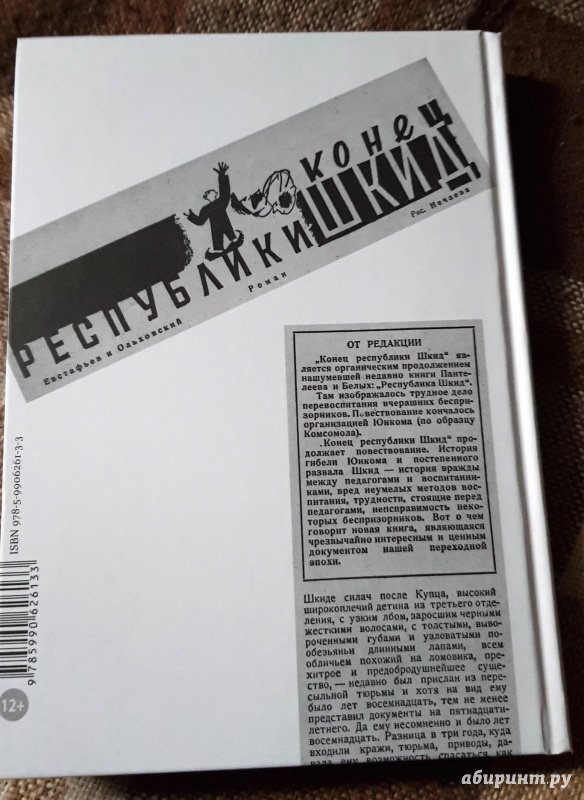 конец
РЕСПУБЛИКИ ШКИД
Евстафьев и Ольховский
Роман
Рис. Нечаева
ОТ РЕДАКЦИИ
„Конец республики Шкид“ яв-
ляется органическим продолжением
нашумевшей недавно книги Панте-
леева и Белых: „Республика Шкид“.
Там изображалось трудное дело
перевоспитания вчерашних беспри-
зорников. Повествование кончалось
организацией Юнкома (по образцу
Комсомола).
„Конец республики Шкид“ про-
должает повествование. История
гибели Юнкома и постепенного
развала Шкид — история вражды
между педагогами и воспитанни-
ками, вред неумелых методов вос-
питания, трудности, стоящие перед
педагогами, неисправимость неко-
торых беспризорников. Вот о чем
говорит новая книга, являющаяся
чрезвычайно интересным и ценным
документом нашей переходной
эпохи.
Шкиде силач после Купца, высокий
широкоплечий детина из третьего отде-
ления, с узким лбом, заросшим черными
жесткими волосами, с толстыми, выво-
роченными губами и узловатыми по-
обезьяньи длинными лапами, всем
обличьем похожий на ломовика, пре-
хитрое и предобродушнейшее суще-
ство, — недавно был прислан из пере-
сыльной тюрьмы и хотя на вид ему
было лет восемнадцать, тем не менее
представил документы на пятнадцати-
летнего. Да ему несомненно и было лет
восемнадцать. Разница в три года, куда
входили кражи, тюрьма, приводы, да-
вала ему возможность спасаться, как
ISBN 978-5-9906261-3-3
9 785990 626133
12+
абиринт.ру